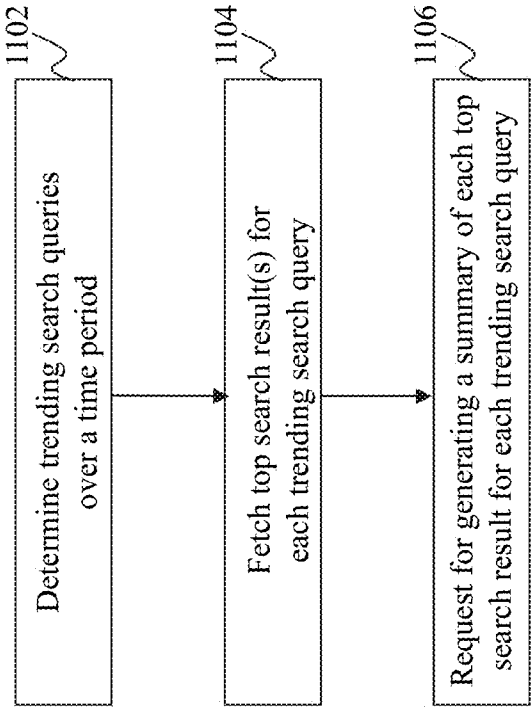 1102
Determine trending search queries
over a time period
1104
Fetch top search result(s) for
each trending search query
1106
Request for generating a summary of each top
search result for each trending search query